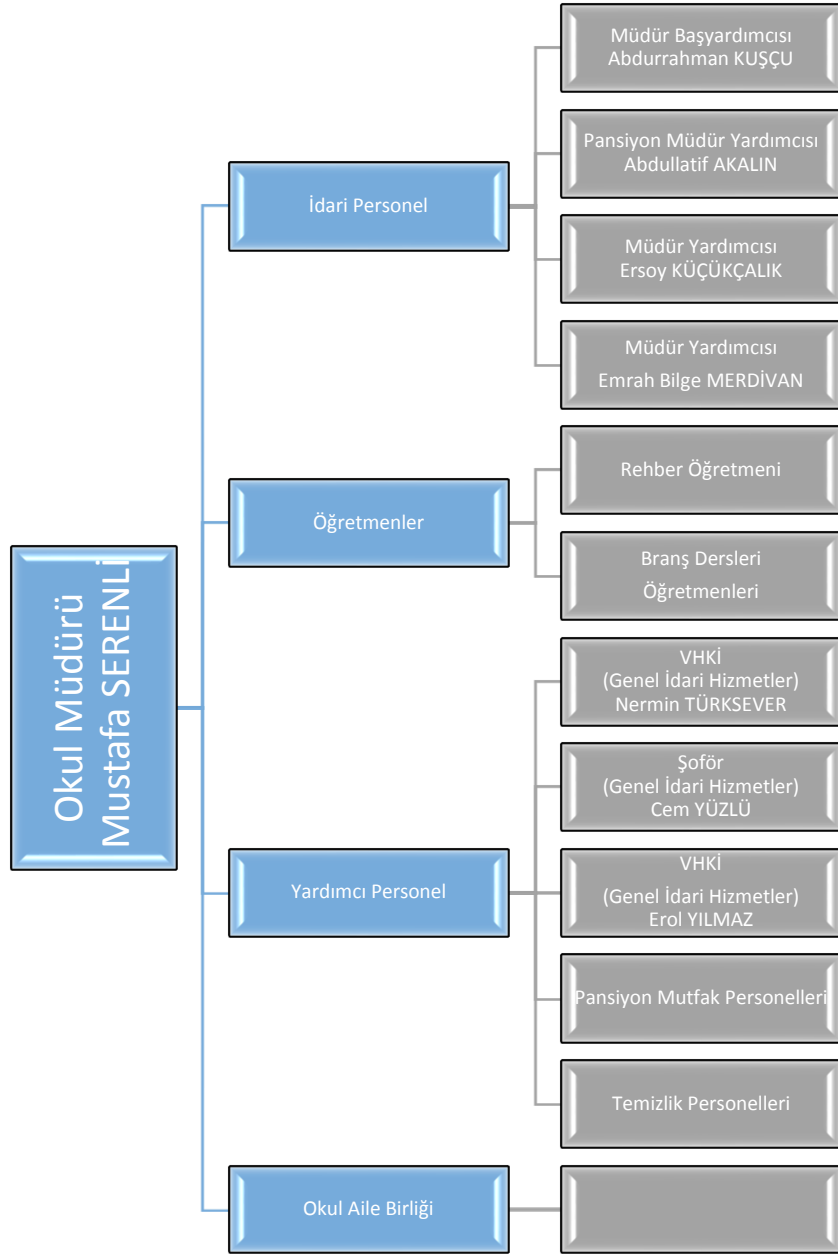 Okul Müdürü
Mustafa SERENLİ
İdari Personel
Müdür Başyardımcısı
Abdurrahman KUŞÇU
Pansiyon Müdür Yardımcısı
Abdullatif AKALIN
Müdür Yardımcısı
Ersoy KÜÇÜKÇALIK
Müdür Yardımcısı
Emrah Bilge MERDİVAN
Öğretmenler
Rehber Öğretmeni
Branş Dersleri
Öğretmenleri
Yardımcı Personel
VHKİ
(Genel İdari Hizmetler)
Nermin TÜRKSEVER
Şoför
(Genel İdari Hizmetler)
Cem YÜZLÜ
VHKİ
(Genel İdari Hizmetler)
Erol YILMAZ
Pansiyon Mutfak Personelleri
Temizlik Personelleri
Okul Aile Birliği